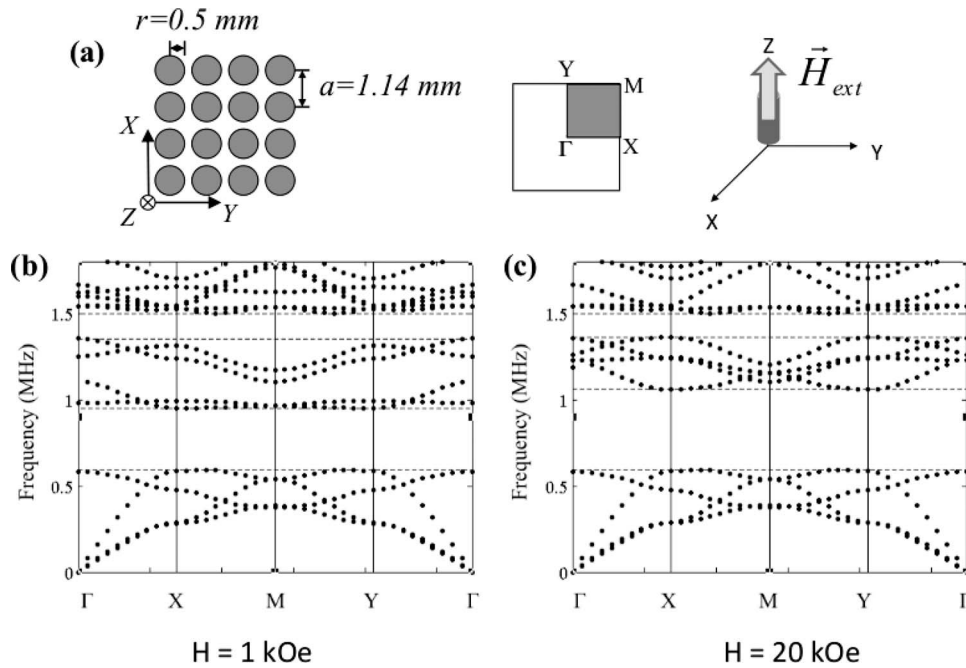 r=0.5 mm
(a)
a=1.14 mm
X
Z
Y
Y
M
Γ
X
Z
H⃗ext
Y
X
(b)
1.5
1
0.5
0
Frequency (MHz)
Γ
X
M
Y
Γ
H = 1 kOe
(c)
1.5
1
0.5
0
Frequency (MHz)
Γ
X
M
Y
H = 20 kOe